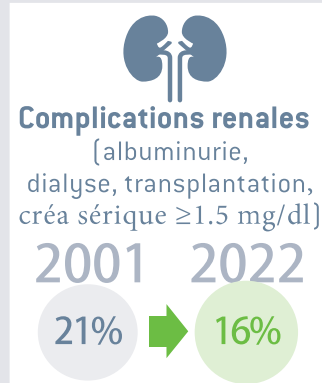 Complications renales
(albuminurie,
dialyse, transplantation,
créa sérique ≥1.5 mg/dl)
2001 2022
21% 16%